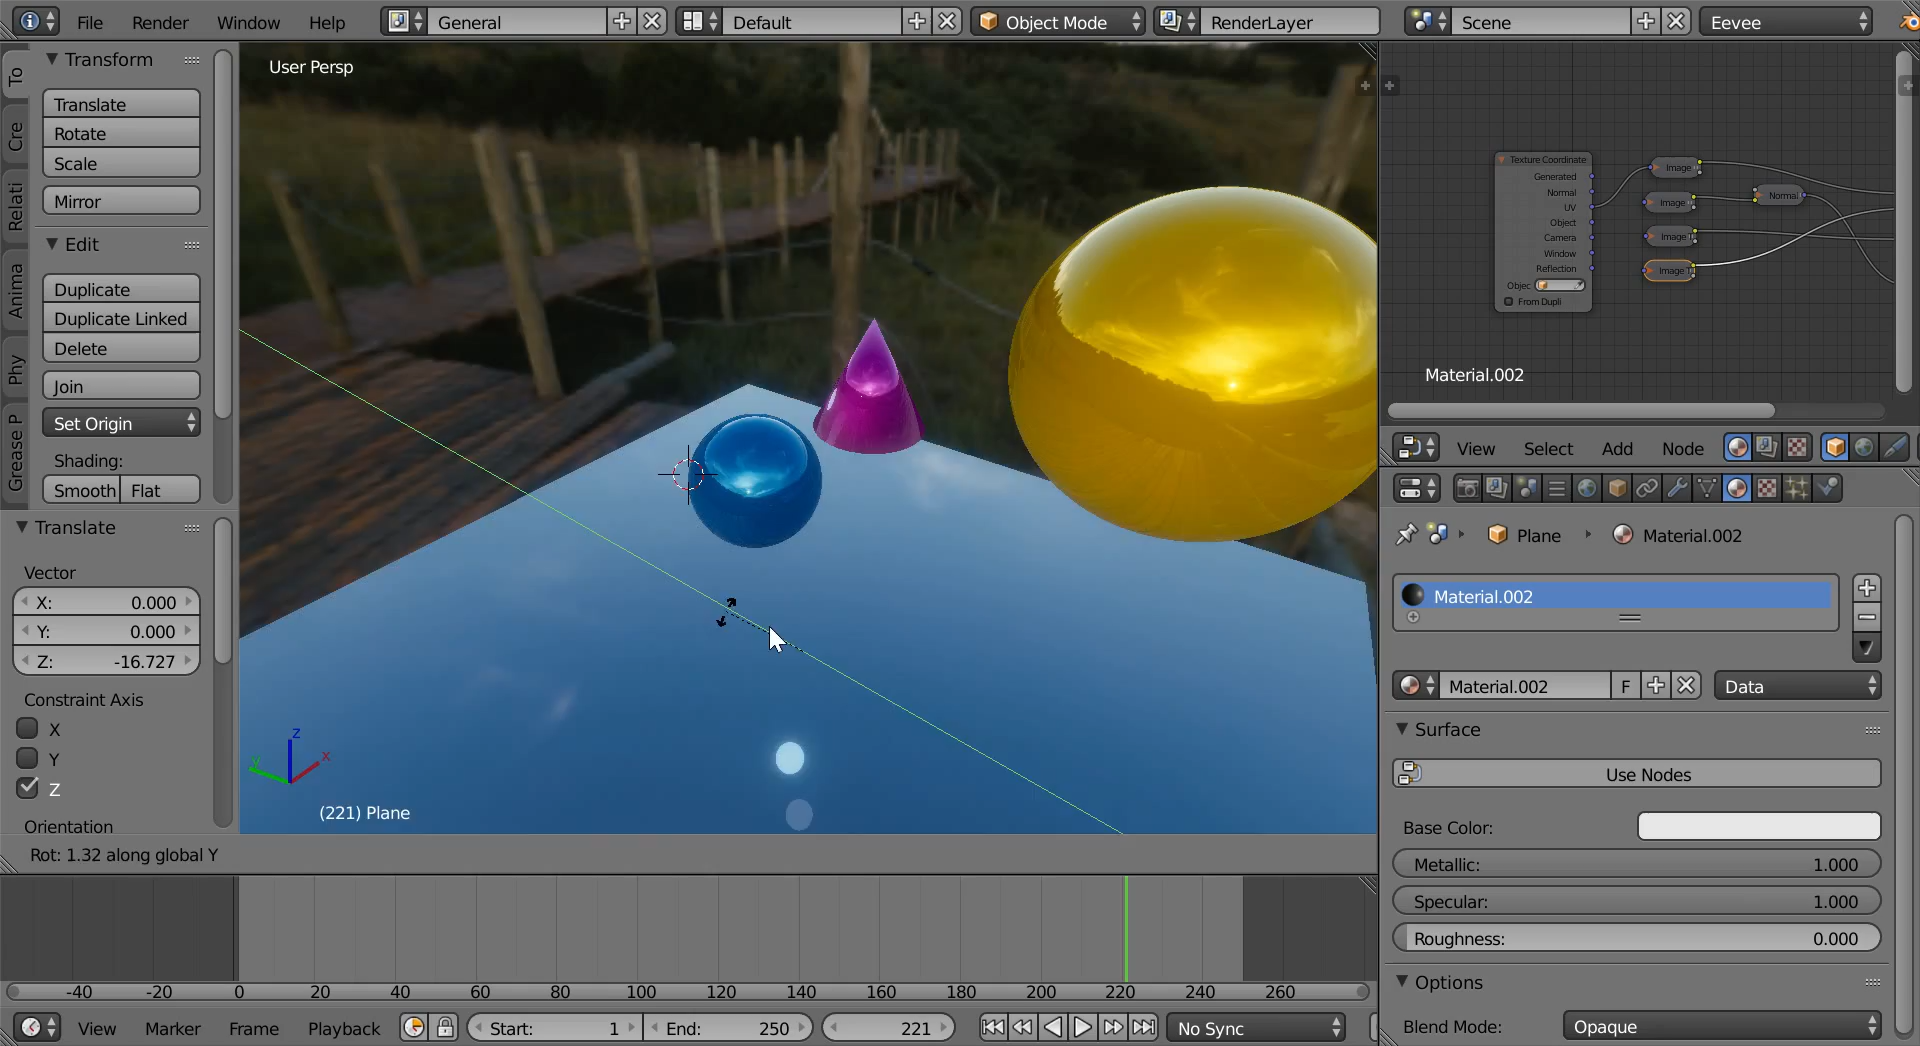 File Render Window Help General Default Object Mode RenderLayer Scene Eevee
To
Cre
Relati
Anima
Phy
Grease P
Transform
Translate
Rotate
Scale
Mirror
Edit
Duplicate
Duplicate Linked
Delete
Join
Set Origin
Shading:
Smooth Flat
Translate
Vector
X: 0.000
Y: 0.000
Z: -16.727
Constraint Axis
X
Y
Z
Orientation
User Persp
z
x
y
(221) Plane
Rot: 1.32 along global Y
Texture Coordinate
Generated
Normal
UV
Object
Camera
Window
Reflection
Objec
From Dupli
Image
Image
Image
Image
Normal
Material.002
View Select Add Node
Plane Material.002
Material.002
Material.002 F Data
Surface
Use Nodes
Base Color:
Metallic: 1.000
Specular: 1.000
Roughness: 0.000
Options
Blend Mode: Opaque
-40 -20 0 20 40 60 80 100 120 140 160 180 200 220 240 260
View Marker Frame Playback Start: 1 End: 250 221 No Sync